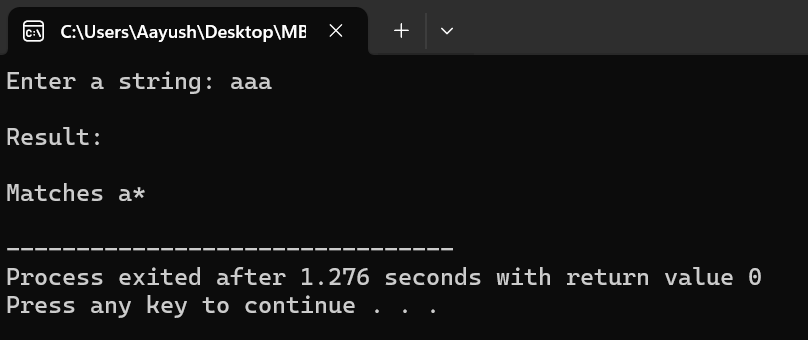 C:\Users\Aayush\Desktop\ME
Enter a string: aaa
Result:
Matches a*
--------------------------------
Process exited after 1.276 seconds with return value 0
Press any key to continue . . .